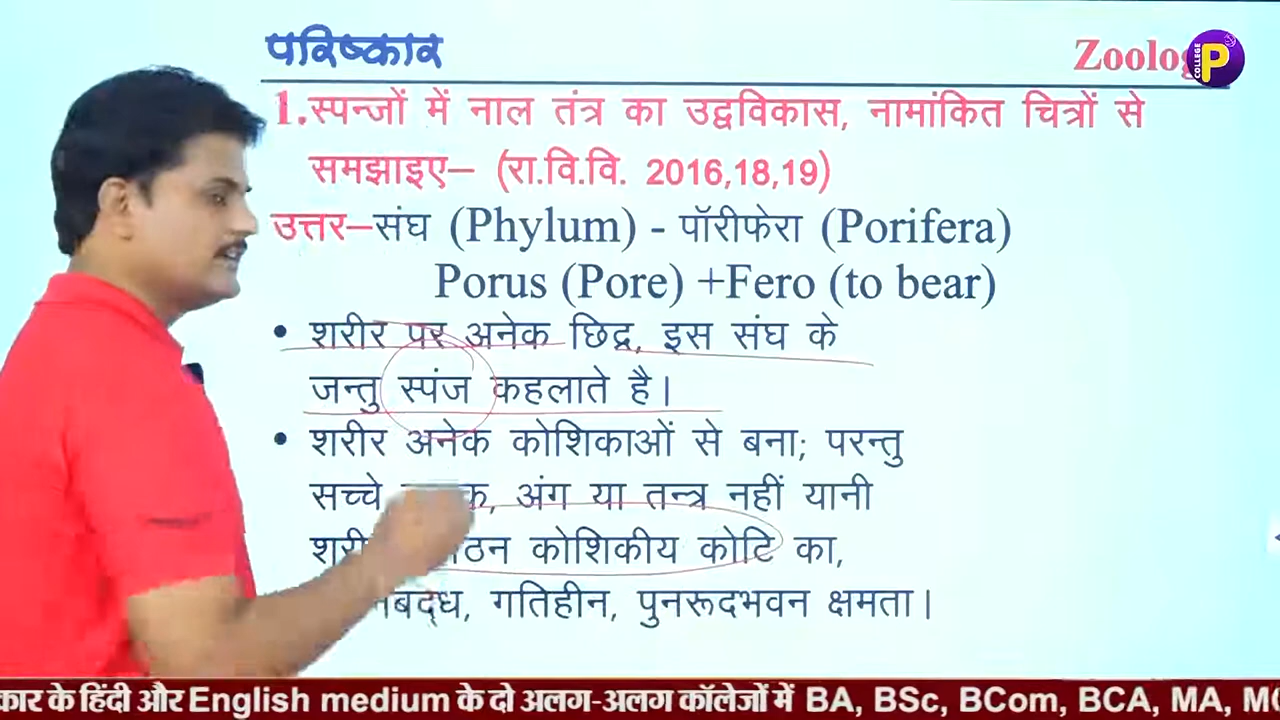 परिष्कार
Zoolog
COLLEGE P
1.स्पन्जों में नाल तंत्र का उद्वविकास, नामांकित चित्रों से
समझाइए– (रा.वि.वि. 2016,18,19)
उत्तर–संघ (Phylum) - पॉरीफेरा (Porifera)
Porus (Pore) +Fero (to bear)
• शरीर पर अनेक छिद्र, इस संघ के
जन्तु स्पंज कहलाते है।
• शरीर अनेक कोशिकाओं से बना; परन्तु
सच्चे अंग या तन्त्र नहीं यानी
कोशिकीय कोटि का,
गतिहीन, पुनरूदभवन क्षमता।
कार के हिंदी और English medium के दो अलग-अलग कॉलेजों में BA, BSc, BCom, BCA, MA,